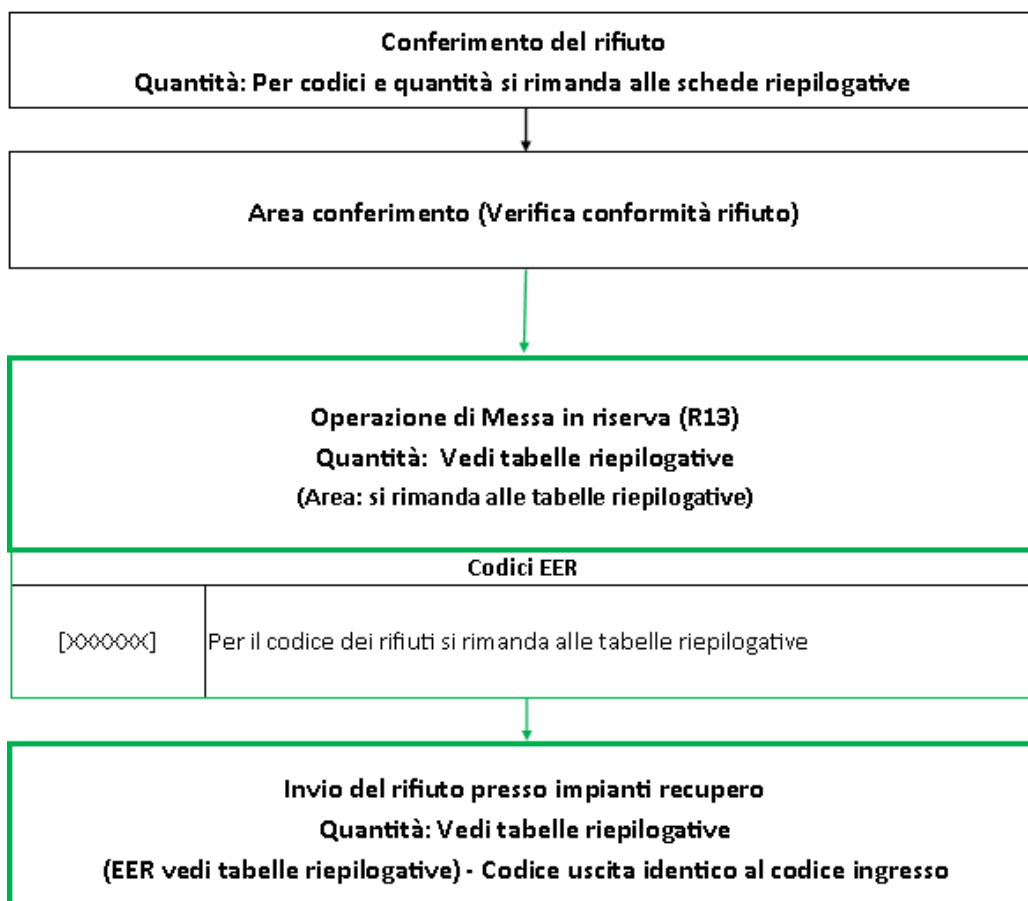 Conferimento del rifiuto
Quantità: Per codici e quantità si rimanda alle schede riepilogative
Area conferimento (Verifica conformità rifiuto)
Operazione di Messa in riserva (R13)
Quantità: Vedi tabelle riepilogative
(Area: si rimanda alle tabelle riepilogative)
Codici EER
[XXXXXX] Per il codice dei rifiuti si rimanda alle tabelle riepilogative
Invio del rifiuto presso impianti recupero
Quantità: Vedi tabelle riepilogative
(EER vedi tabelle riepilogative) - Codice uscita identico al codice ingresso